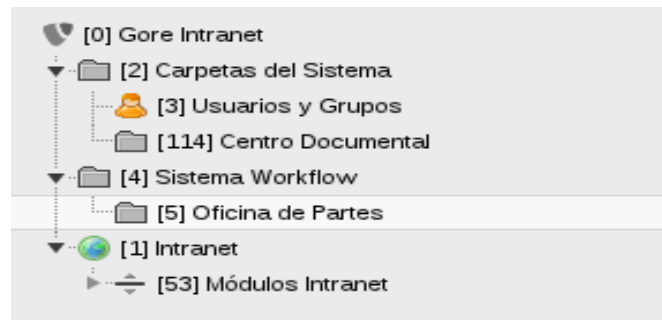 [0] Gore Intranet
[2] Carpetas del Sistema
[3] Usuarios y Grupos
[114] Centro Documental
[4] Sistema Workflow
[5] Oficina de Partes
[1] Intranet
[53] Módulos Intranet